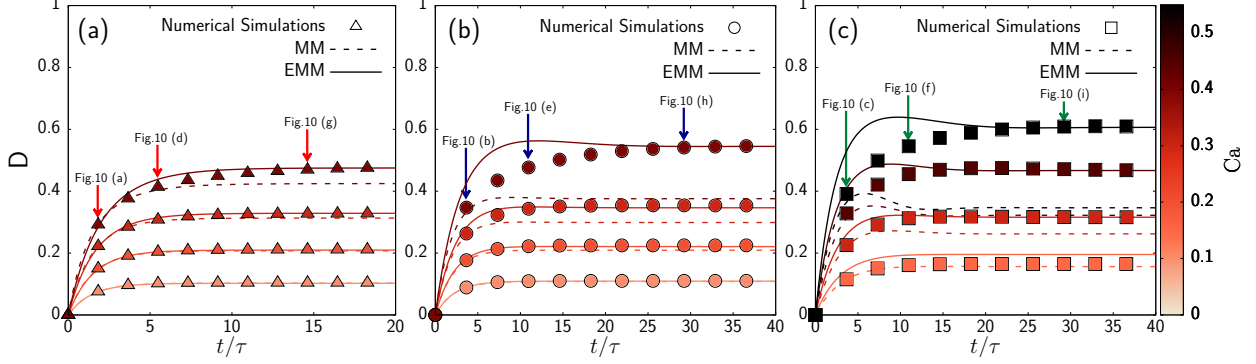 (a)
Numerical Simulations
MM
EMM
Fig.10 (a)
Fig.10 (d)
Fig.10 (g)
D
1
0.8
0.6
0.4
0.2
0
0 5 10 15 20
t/τ
(b)
Numerical Simulations
MM
EMM
Fig.10 (b)
Fig.10 (e)
Fig.10 (h)
1
0.8
0.6
0.4
0.2
0
0 5 10 15 20 25 30 35 40
t/τ
(c)
Numerical Simulations
MM
EMM
Fig.10 (c)
Fig.10 (f)
Fig.10 (i)
1
0.8
0.6
0.4
0.2
0
0 5 10 15 20 25 30 35 40
t/τ
0.5
0.4
0.3
0.2
0.1
0
Ca